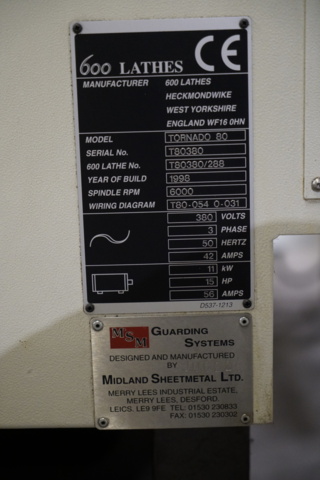 600 LATHES CE
MANUFACTURER 600 LATHES
HECKMONDWIKE
WEST YORKSHIRE
ENGLAND WF16 0HN
MODEL TORNADO 80
SERIAL No. T80380
600 LATHE No. T80380/288
YEAR OF BUILD 1998
SPINDLE RPM 6000
WIRING DIAGRAM T80-054 0-031
380 VOLTS
3 PHASE
50 HERTZ
42 AMPS
11 kW
15 HP
56 AMPS
D537-1213
MSM GUARDING
SYSTEMS
DESIGNED AND MANUFACTURED
BY
MIDLAND SHEETMETAL LTD.
MERRY LEES INDUSTRIAL ESTATE,
MERRY LEES, DESFORD,
LEICS. LE9 9FE TEL: 01530 230833
FAX: 01530 230302